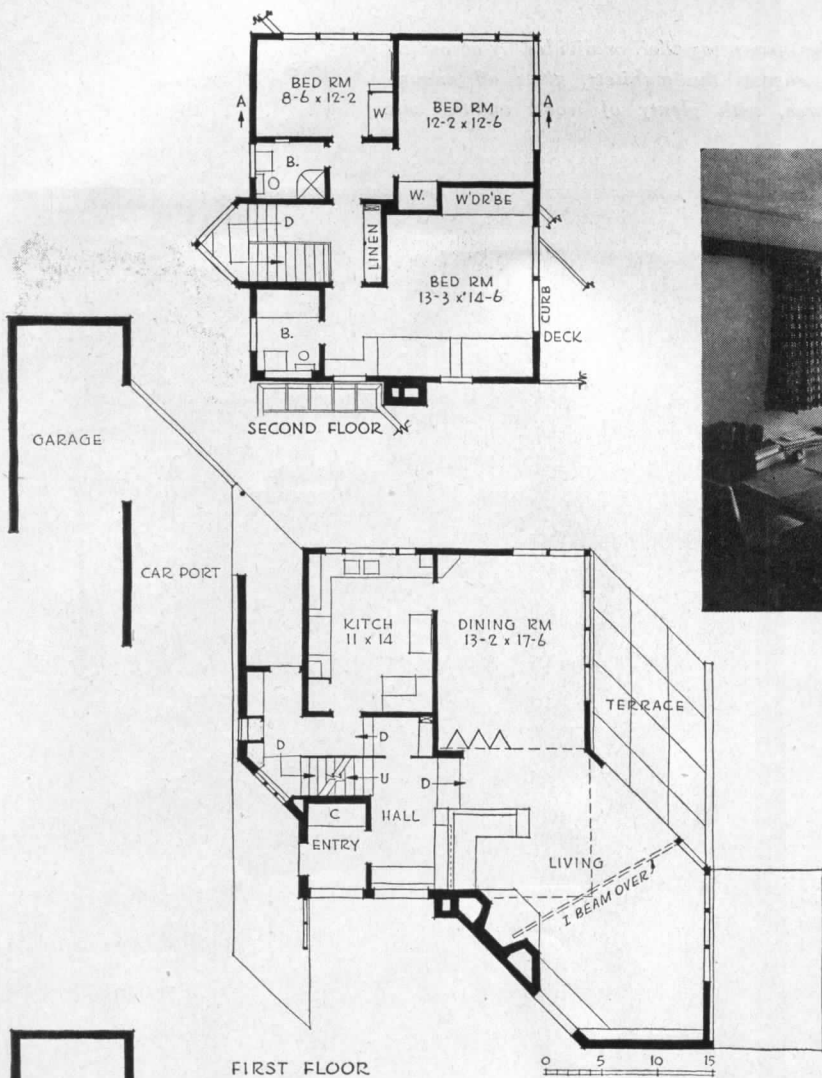 BED RM
8-6 x 12-2
W
BED RM
12-2 x 12-6
A
A
B.
D
LINEN
W.
W'DR'BE
BED RM
13-3 x 14-6
CURB
DECK
B.
SECOND FLOOR
GARAGE
CAR PORT
KITCH
11 x 14
DINING RM
13-2 x 17-6
TERRACE
D
D
U
D
C
HALL
ENTRY
LIVING
I BEAM OVER
FIRST FLOOR
0 5 10 15